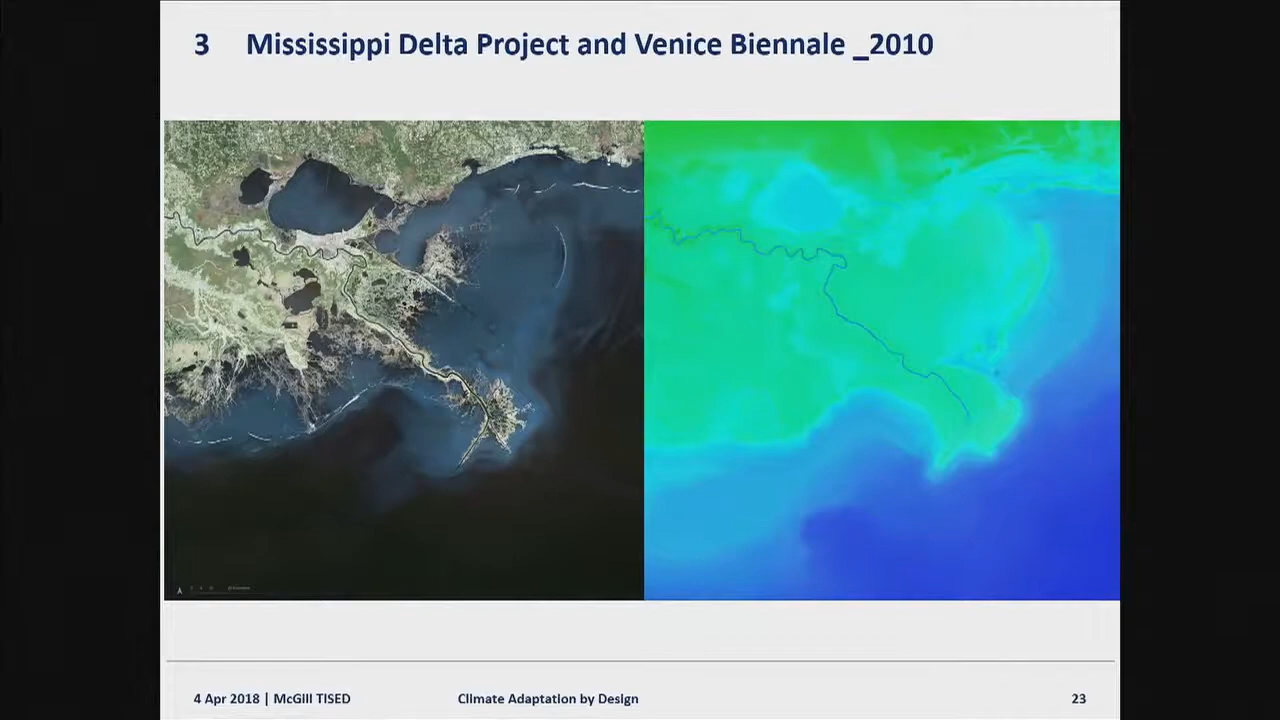 3 Mississippi Delta Project and Venice Biennale _2010
4 Apr 2018 | McGill TISED
Climate Adaptation by Design
23